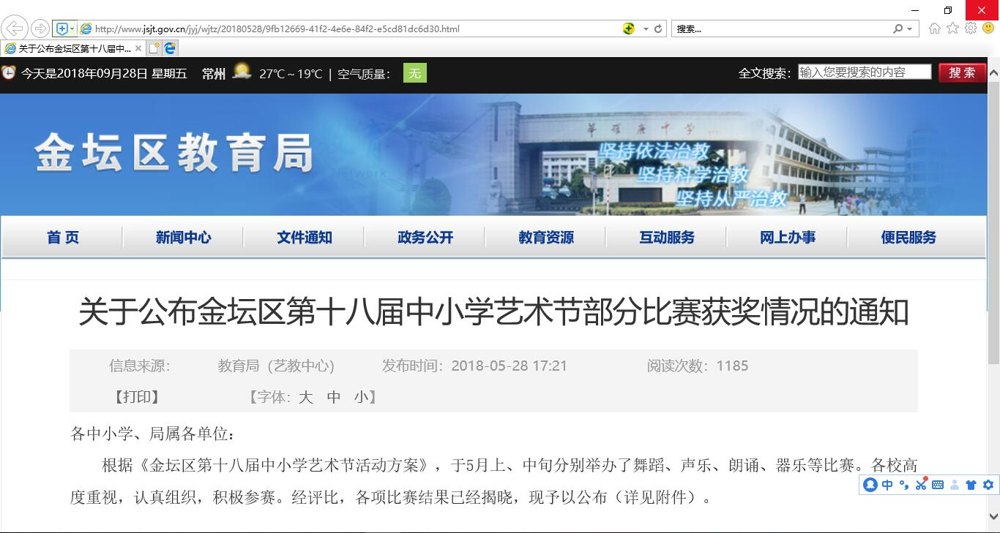 http://www.jsjt.gov.cn/jyj/wjtz/20180528/9fb12669-41f2-4e6e-84f2-e5cd81dc6d30.html
搜索...
关于公布金坛区第十八届中...
今天是2018年09月28日 星期五 常州 27℃～19℃ | 空气质量： 无
全文搜索： 输入您要搜索的内容 搜 索
金坛区教育局
华罗庚中学
坚持依法治教
Network
坚持科学治教
坚持从严治教
首 页 新闻中心 文件通知 政务公开 教育资源 互动服务 网上办事 便民服务
关于公布金坛区第十八届中小学艺术节部分比赛获奖情况的通知
信息来源： 教育局（艺教中心） 发布时间：2018-05-28 17:21 阅读次数：1185
【打印】 【字体：大 中 小】
各中小学、局属各单位：
根据《金坛区第十八届中小学艺术节活动方案》，于5月上、中旬分别举办了舞蹈、声乐、朗诵、器乐等比赛。各校高
度重视，认真组织，积极参赛。经评比，各项比赛结果已经揭晓，现予以公布（详见附件）。
中